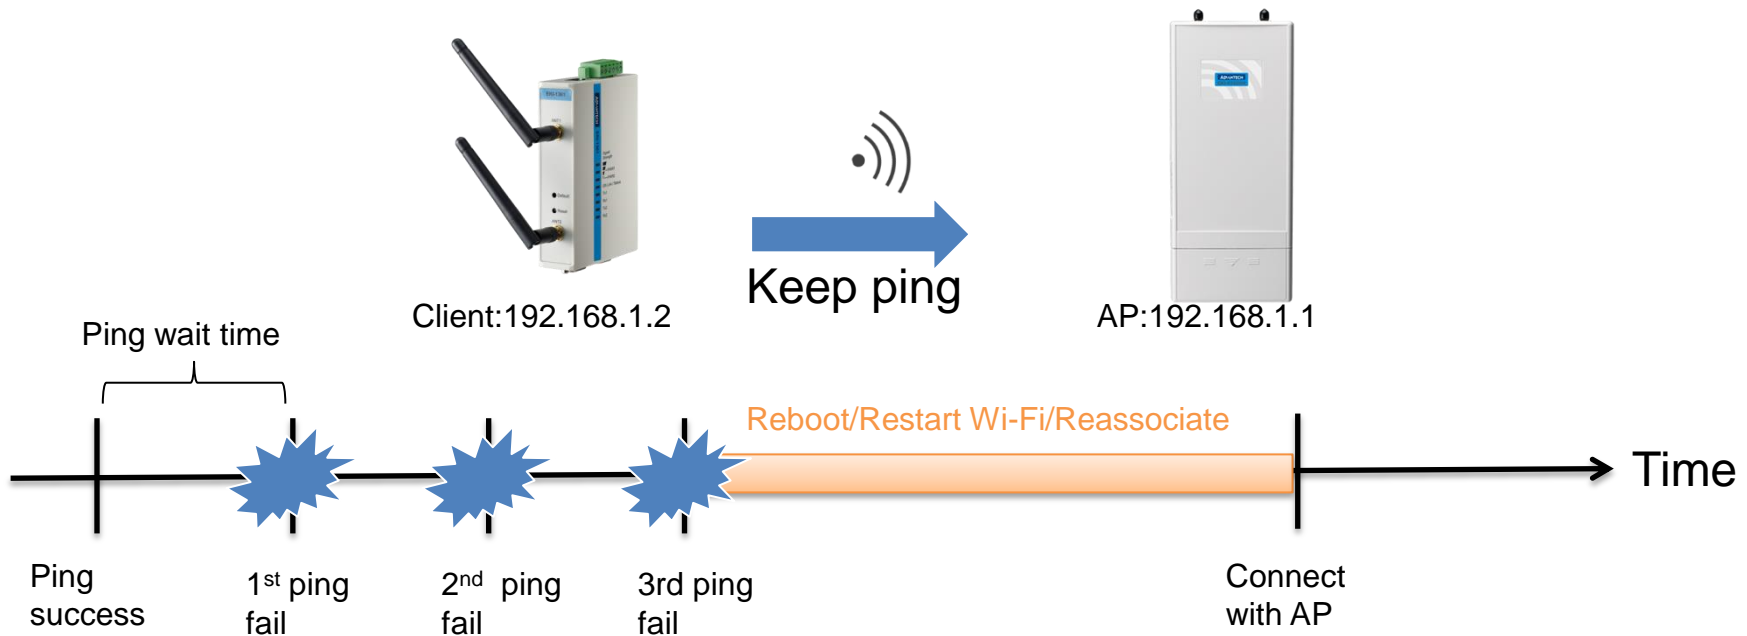 ADVANTECH
Client:192.168.1.2
Keep ping
AP:192.168.1.1
Ping wait time
Reboot/Restart Wi-Fi/Reassociate
Time
Ping
success
1st ping
fail
2nd ping
fail
3rd ping
fail
Connect
with AP